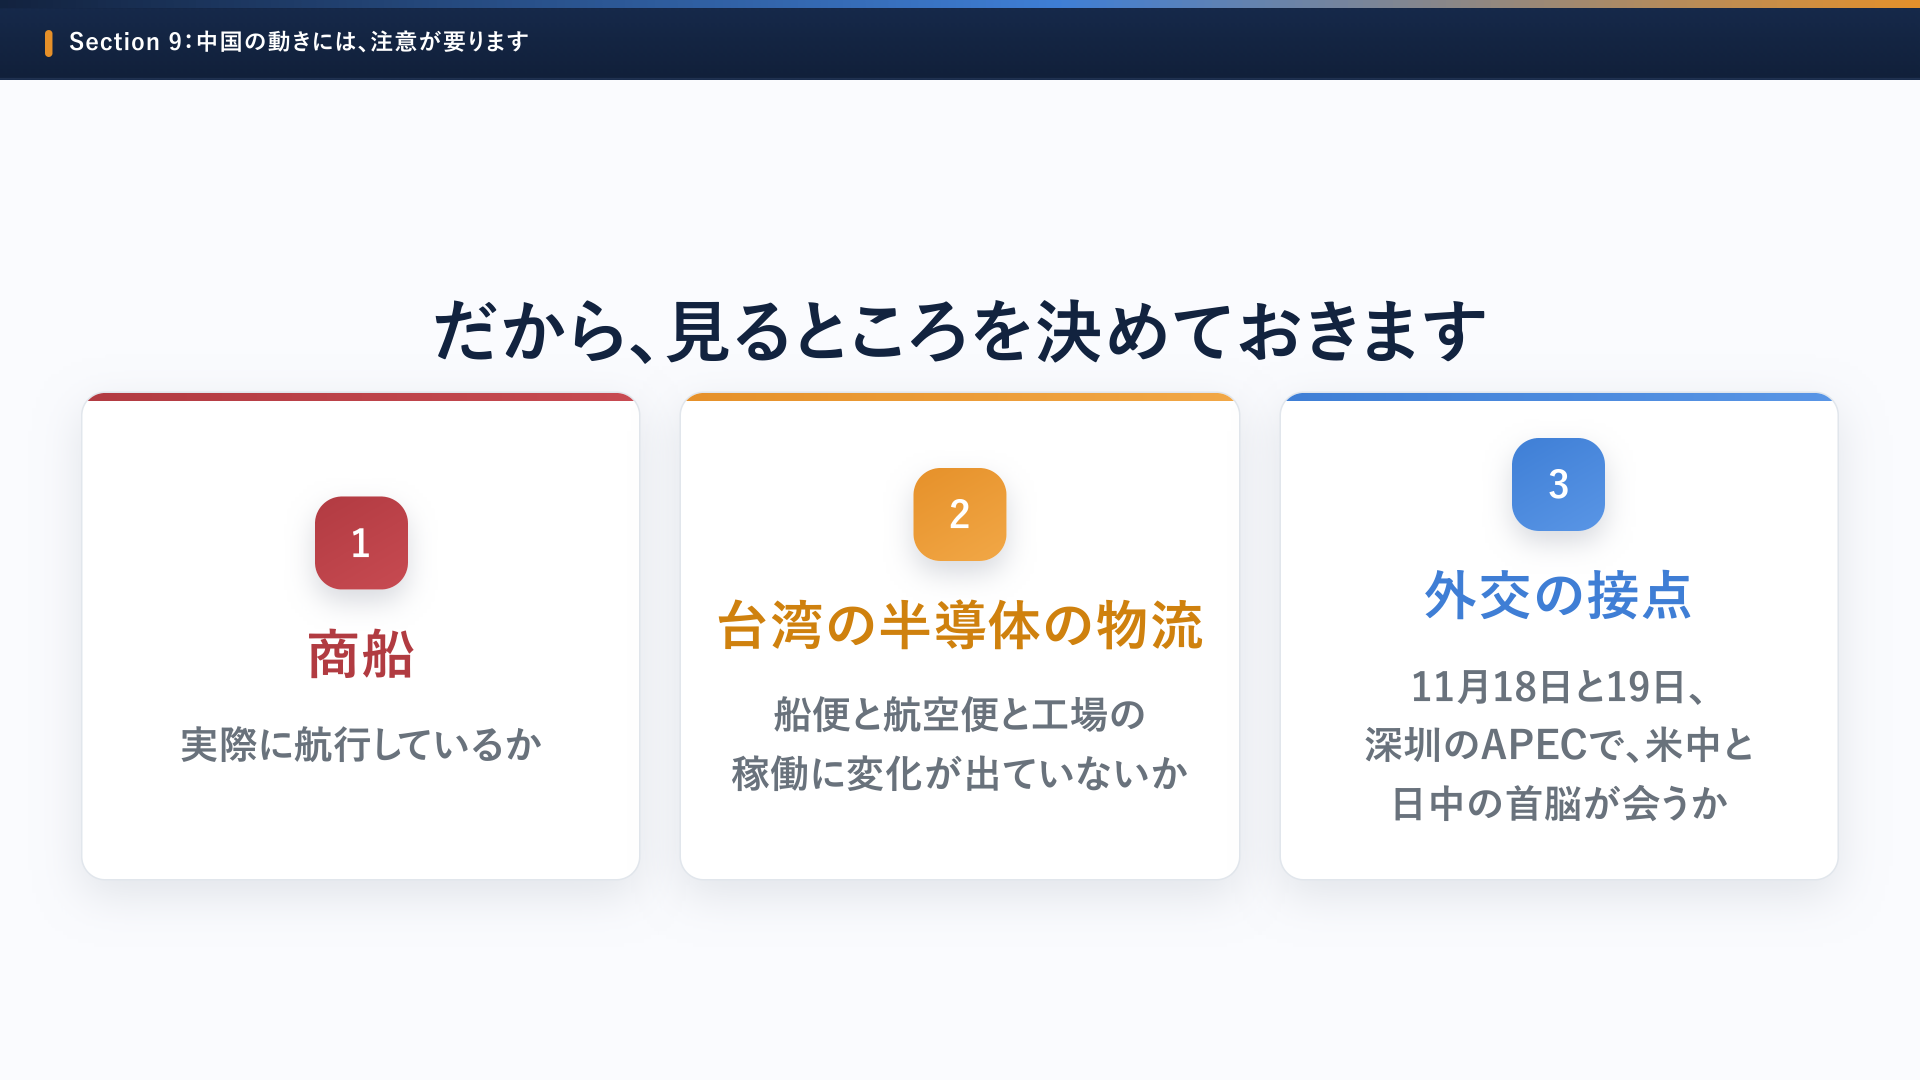 Section 9：中国の動きには、注意が要ります
だから、見るところを決めておきます
1
商船
実際に航行しているか
2
台湾の半導体の物流
船便と航空便と工場の
稼働に変化が出ていないか
3
外交の接点
11月18日と19日、
深圳のAPECで、米中と
日中の首脳が会うか